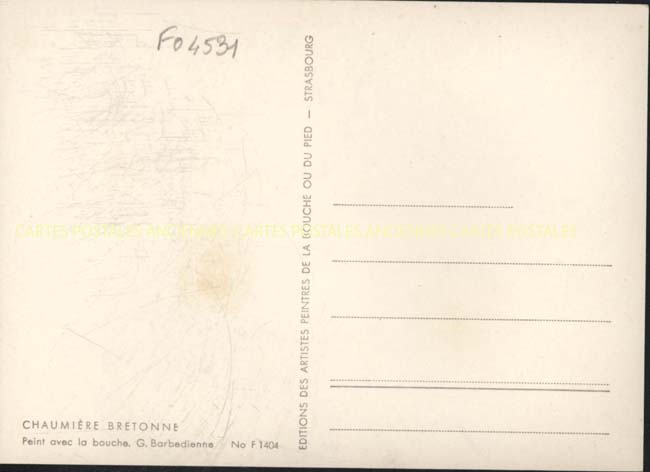 FO4531
CHAUMIÈRE BRETONNE
Peint avec la bouche. G. Barbedienne No F 1404
EDITIONS DES ARTISTES PEINTRES DE LA BOUCHE OU DU PIED — STRASBOURG
CARTES POSTALES ANCIENNES CARTES POSTALES ANCIENNES CARTES POSTALES